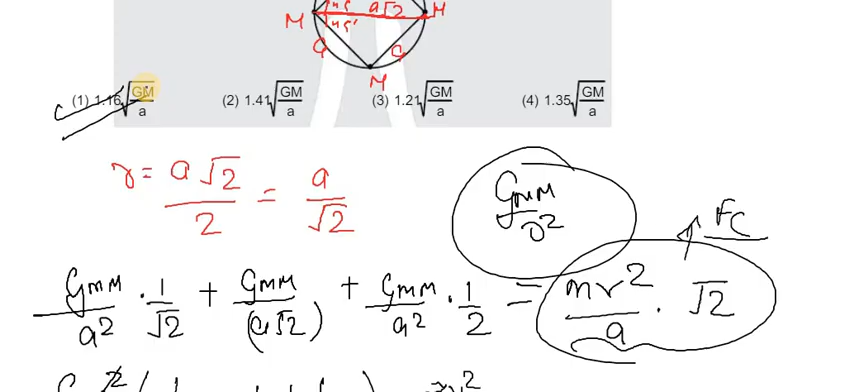 45° a√2
M M
45°
a a
M
(1) 1.16√(GM/a) (2) 1.41√(GM/a) (3) 1.21√(GM/a) (4) 1.35√(GM/a)
r = a√2/2 = a/√2
GMM/r²
FC
GMM/a² · 1/√2 + GMM/(a√2) + GMM/a² · 1/2 = mv²/a · √2